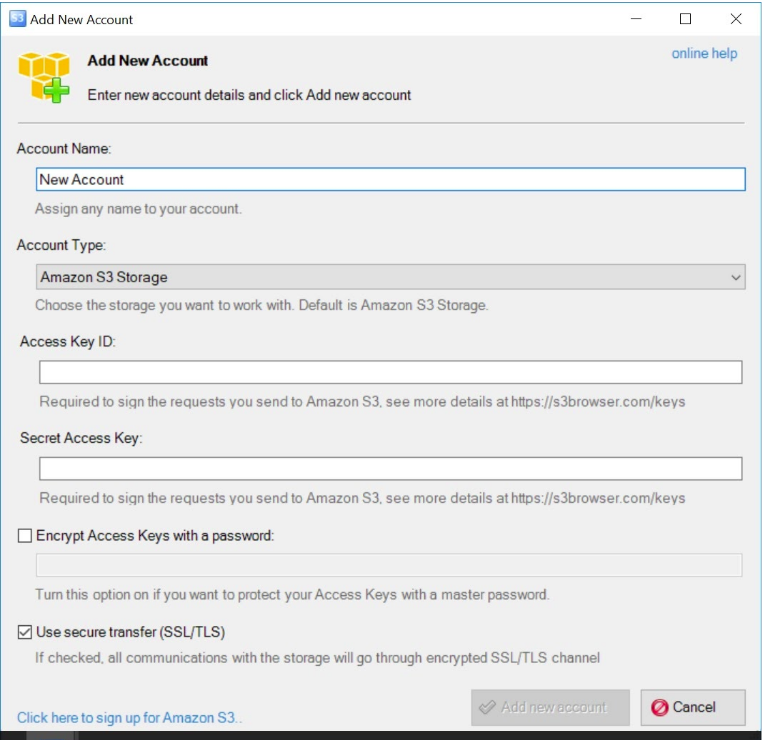 S3 Add New Account
Add New Account
online help
Enter new account details and click Add new account
Account Name:
New Account
Assign any name to your account.
Account Type:
Amazon S3 Storage
Choose the storage you want to work with. Default is Amazon S3 Storage.
Access Key ID:
Required to sign the requests you send to Amazon S3, see more details at https://s3browser.com/keys
Secret Access Key:
Required to sign the requests you send to Amazon S3, see more details at https://s3browser.com/keys
Encrypt Access Keys with a password:
Turn this option on if you want to protect your Access Keys with a master password.
Use secure transfer (SSL/TLS)
If checked, all communications with the storage will go through encrypted SSL/TLS channel
Click here to sign up for Amazon S3..
Add new account
Cancel